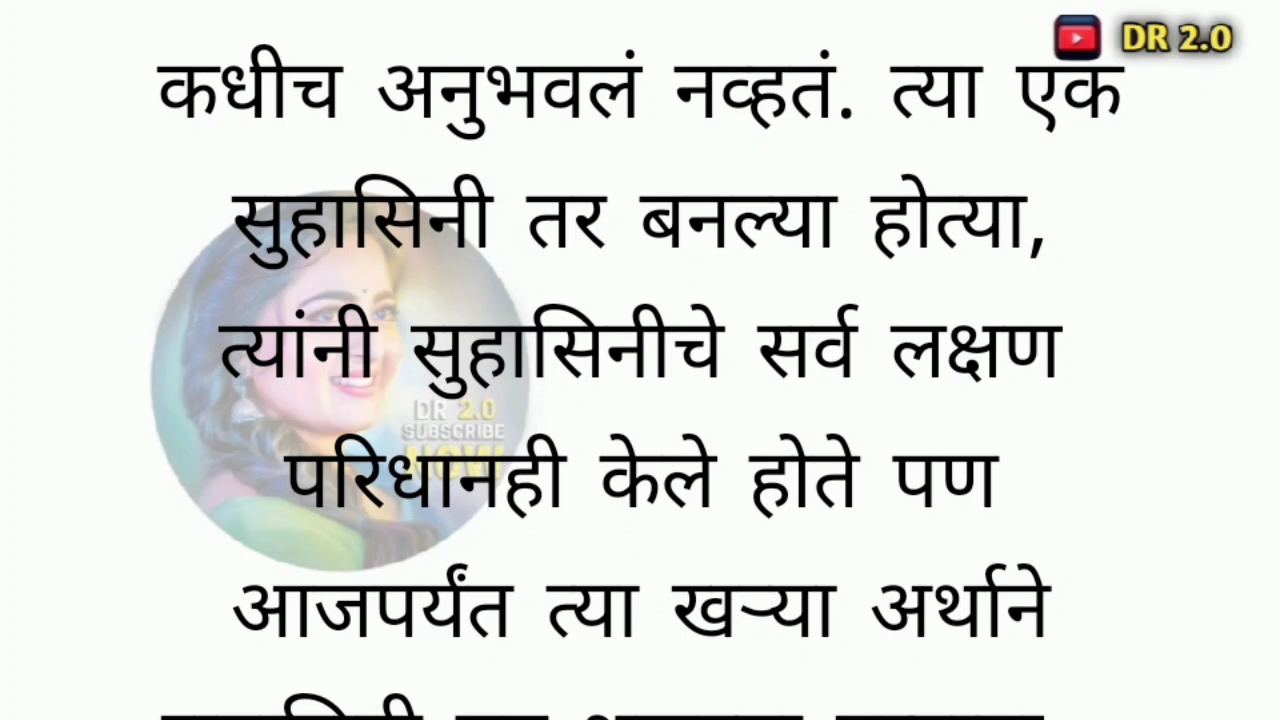 DR 2.0
कधीच अनुभवलं नव्हतं. त्या एक
सुहासिनी तर बनल्या होत्या,
त्यांनी सुहासिनीचे सर्व लक्षण
DR 2.0
SUBSCRIBE
NOW
परिधानही केले होते पण
आजपर्यंत त्या खऱ्या अर्थाने